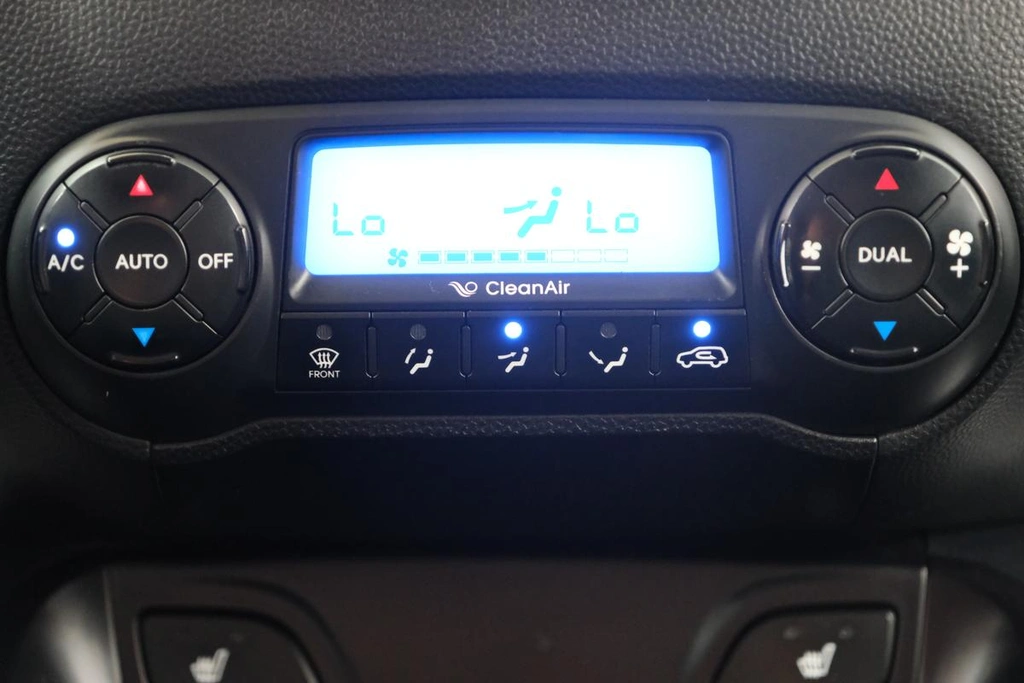 Lo Lo
CleanAir
A/C AUTO OFF
DUAL
− +
FRONT